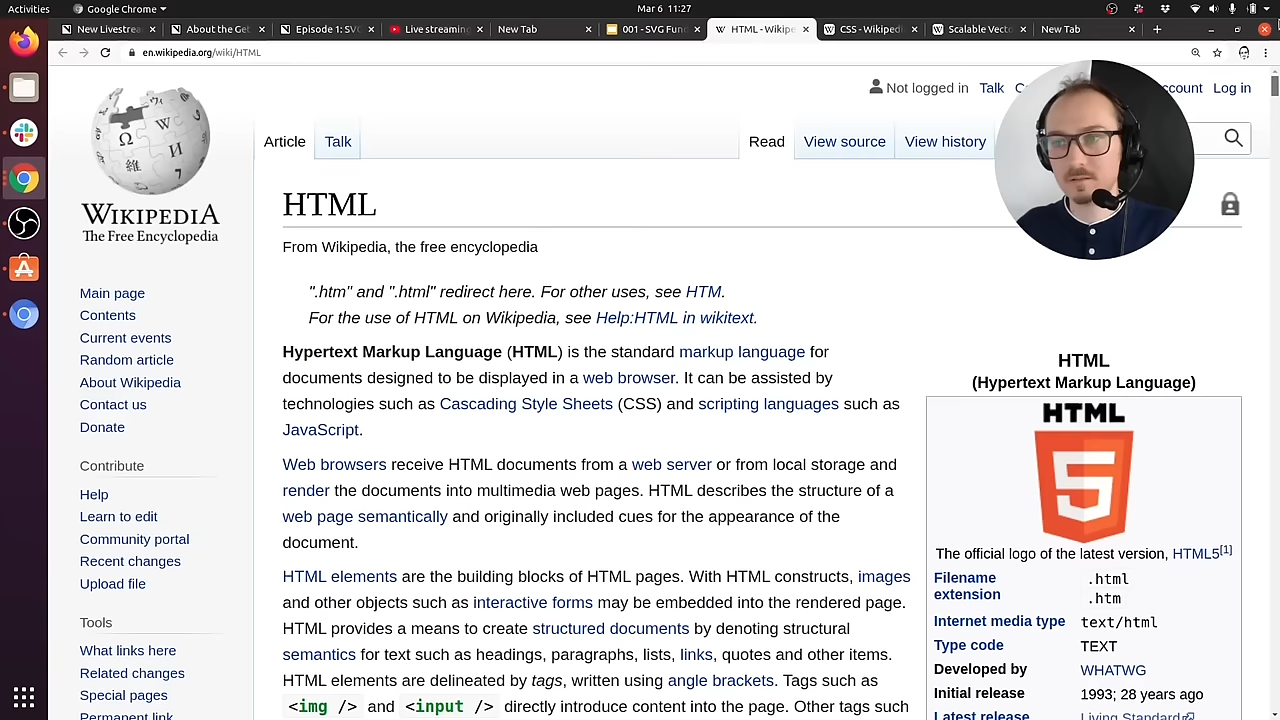 Activities
Google Chrome
Mar 6 11:27
New Livestrea
About the Get
Episode 1: SVG
Live streaming
New Tab
001 - SVG Fun
HTML - Wikipe
CSS - Wikiped
Scalable Vecto
New Tab
en.wikipedia.org/wiki/HTML
Not logged in
Talk
ccount
Log in
Article
Talk
Read
View source
View history
WIKIPEDIA
The Free Encyclopedia
HTML
From Wikipedia, the free encyclopedia
".htm" and ".html" redirect here. For other uses, see HTM.
For the use of HTML on Wikipedia, see Help:HTML in wikitext.
Main page
Contents
Current events
Random article
About Wikipedia
Contact us
Donate
Contribute
Help
Learn to edit
Community portal
Recent changes
Upload file
Tools
What links here
Related changes
Special pages
Permanent link
Hypertext Markup Language (HTML) is the standard markup language for
documents designed to be displayed in a web browser. It can be assisted by
technologies such as Cascading Style Sheets (CSS) and scripting languages such as
JavaScript.
Web browsers receive HTML documents from a web server or from local storage and
render the documents into multimedia web pages. HTML describes the structure of a
web page semantically and originally included cues for the appearance of the
document.
HTML elements are the building blocks of HTML pages. With HTML constructs, images
and other objects such as interactive forms may be embedded into the rendered page.
HTML provides a means to create structured documents by denoting structural
semantics for text such as headings, paragraphs, lists, links, quotes and other items.
HTML elements are delineated by tags, written using angle brackets. Tags such as
<img /> and <input /> directly introduce content into the page. Other tags such
HTML
(Hypertext Markup Language)
HTML
5
The official logo of the latest version, HTML5[1]
Filename extension .html .htm
Internet media type text/html
Type code TEXT
Developed by WHATWG
Initial release 1993; 28 years ago
Latest release Living Standard